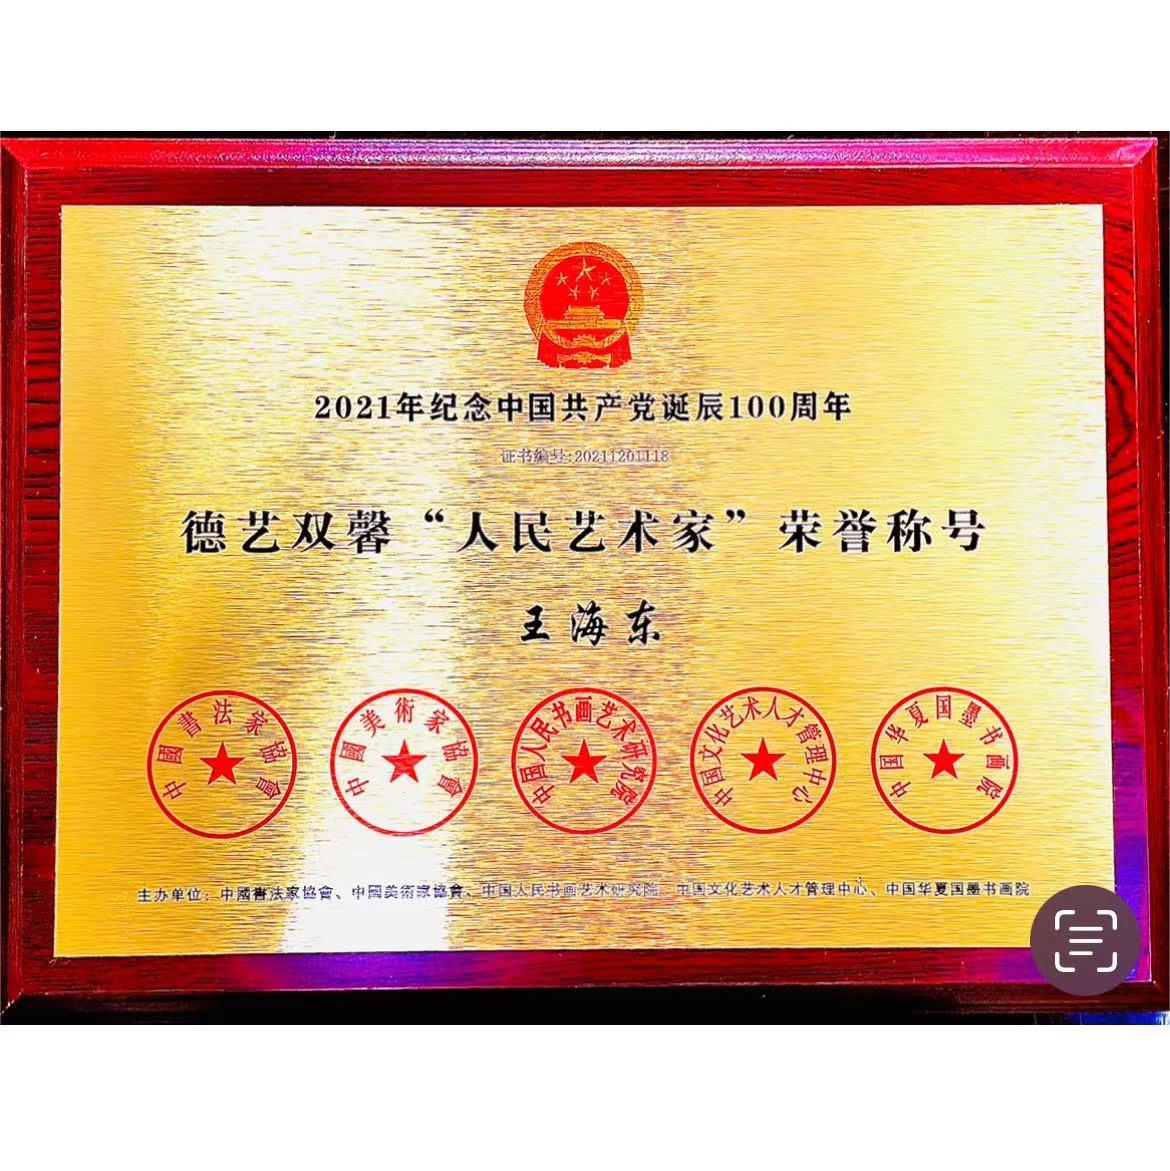 2021年纪念中国共产党诞辰100周年
证书编号:20211201118
德艺双馨“人民艺术家”荣誉称号
王海东
中國書法家協會
中國美術家協會
中国人民书画艺术研究院
中国文化艺术人才管理中心
中国华夏国墨书画院
主办单位：中國書法家協會、中國美術家協會、中国人民书画艺术研究院、中国文化艺术人才管理中心、中国华夏国墨书画院